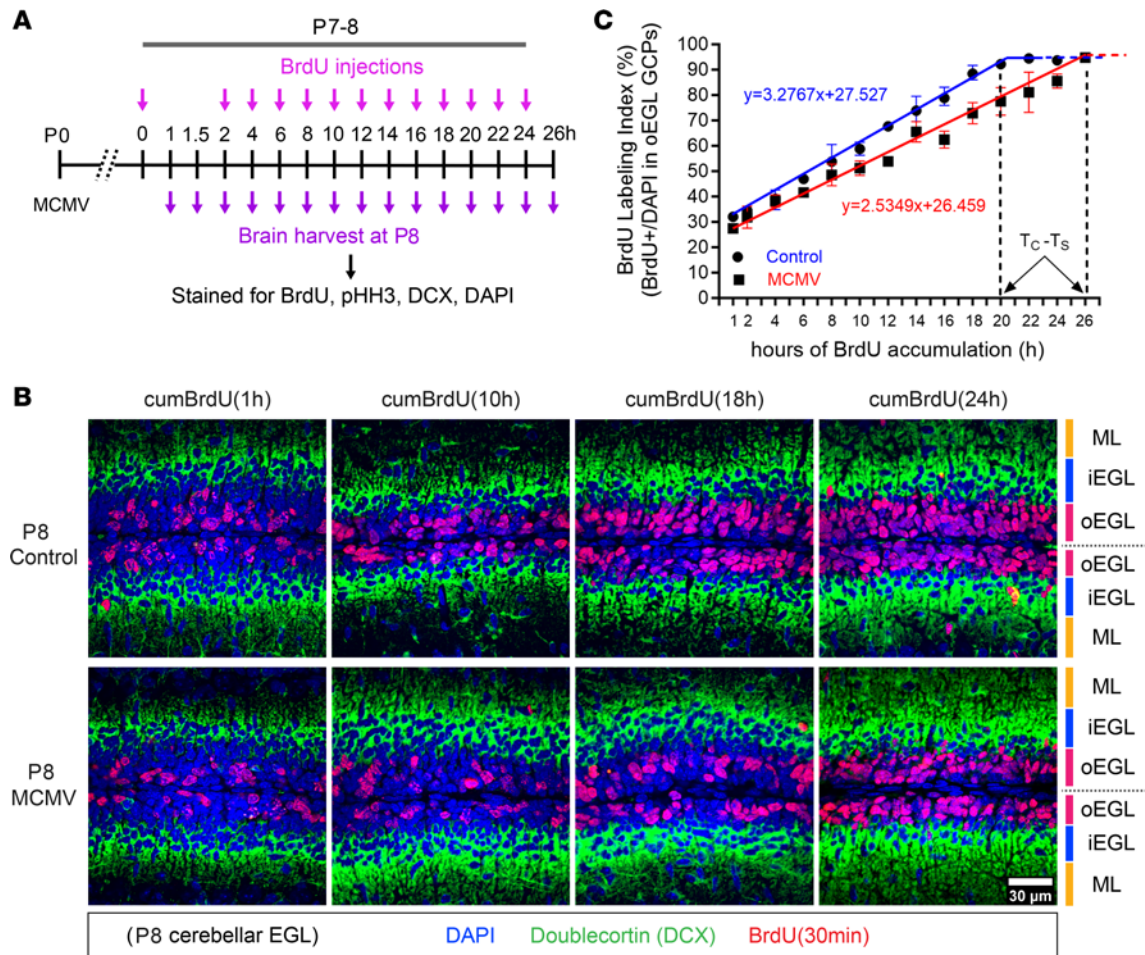 A
P7-8
BrdU injections
P0
0 1 1.5 2 4 6 8 10 12 14 16 18 20 22 24 26h
MCMV
Brain harvest at P8
Stained for BrdU, pHH3, DCX, DAPI
C
BrdU Labeling Index (%)
(BrdU+/DAPI in oEGL GCPs)
100
90
80
70
60
50
40
30
20
10
0
y=3.2767x+27.527
y=2.5349x+26.459
Control
MCMV
TC-TS
1 2 4 6 8 10 12 14 16 18 20 22 24 26
hours of BrdU accumulation (h)
B
cumBrdU(1h) cumBrdU(10h) cumBrdU(18h) cumBrdU(24h)
P8
Control
ML
iEGL
oEGL
oEGL
iEGL
ML
P8
MCMV
ML
iEGL
oEGL
oEGL
iEGL
ML
30 µm
(P8 cerebellar EGL) DAPI Doublecortin (DCX) BrdU(30min)